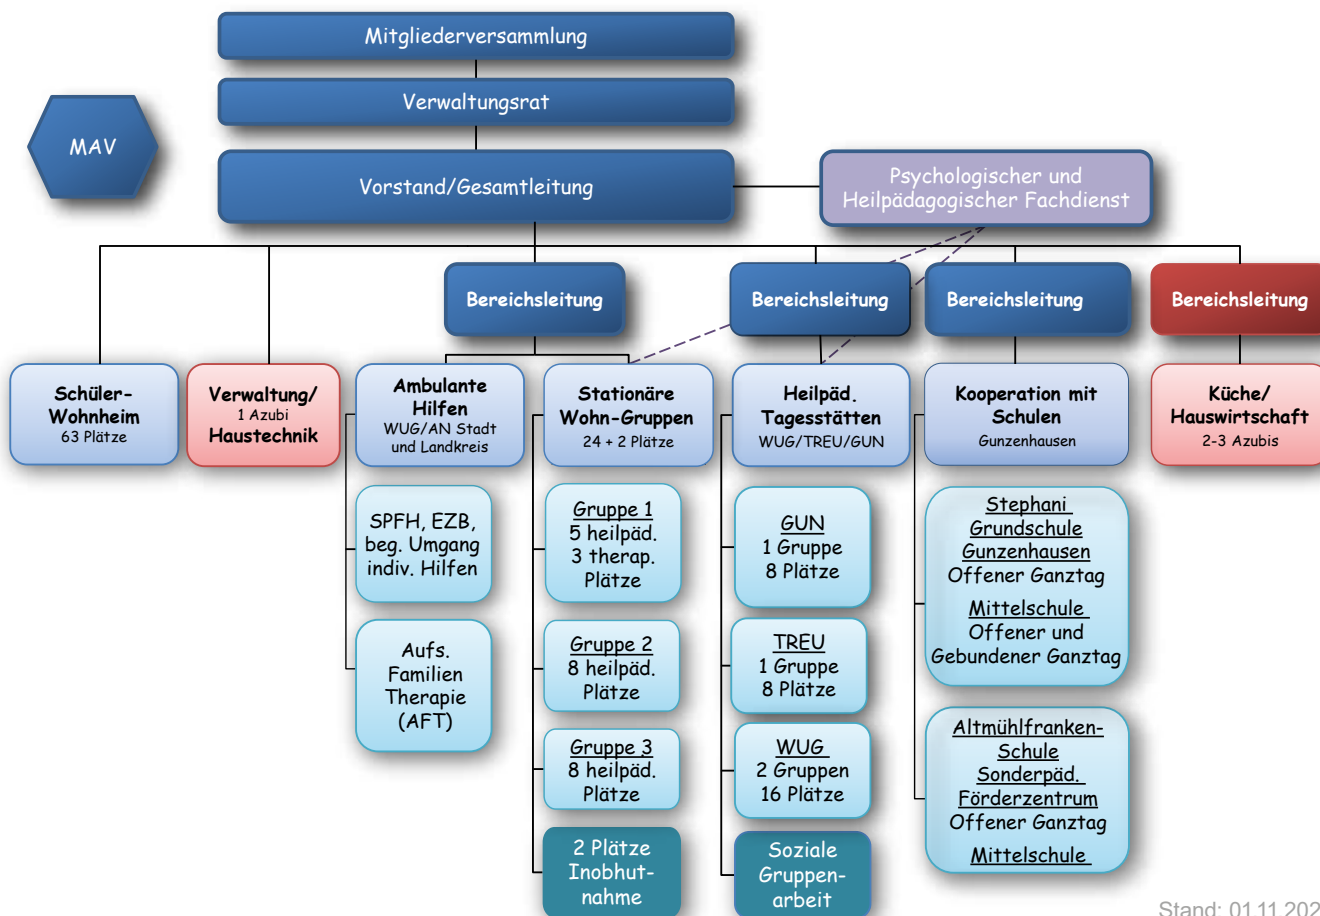 Mitgliederversammlung
Verwaltungsrat
MAV
Vorstand/Gesamtleitung
Psychologischer und
Heilpädagogischer Fachdienst
Bereichsleitung
Bereichsleitung
Bereichsleitung
Bereichsleitung
Schüler-
Wohnheim
63 Plätze
Verwaltung/
1 Azubi
Haustechnik
Ambulante
Hilfen
WUG/AN Stadt
und Landkreis
Stationäre
Wohn-Gruppen
24 + 2 Plätze
Heilpäd.
Tagesstätten
WUG/TREU/GUN
Kooperation mit
Schulen
Gunzenhausen
Küche/
Hauswirtschaft
2-3 Azubis
SPFH, EZB,
beg. Umgang
indiv. Hilfen
Aufs.
Familien
Therapie
(AFT)
Gruppe 1
5 heilpäd.
3 therap.
Plätze
Gruppe 2
8 heilpäd.
Plätze
Gruppe 3
8 heilpäd.
Plätze
2 Plätze
Inobhut-
nahme
GUN
1 Gruppe
8 Plätze
TREU
1 Gruppe
8 Plätze
WUG
2 Gruppen
16 Plätze
Soziale
Gruppen-
arbeit
Stephani
Grundschule
Gunzenhausen
Offener Ganztag
Mittelschule
Offener und
Gebundener Ganztag
Altmühlfranken-
Schule
Sonderpäd.
Förderzentrum
Offener Ganztag
Mittelschule
Stand: 01.11.202